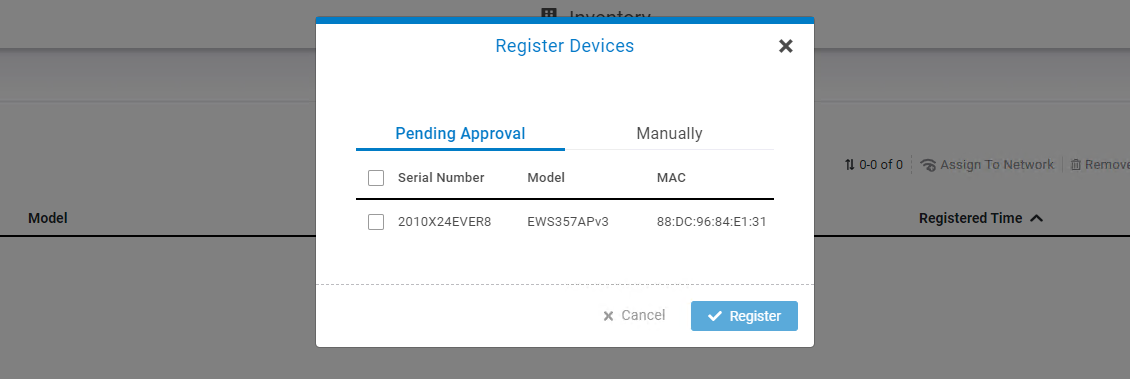 Inventory
Register Devices
Pending Approval Manually
0-0 of 0 Assign To Network Remove
Serial Number Model MAC
Model Registered Time
2010X24EVER8 EWS357APv3 88:DC:96:84:E1:31
Cancel Register